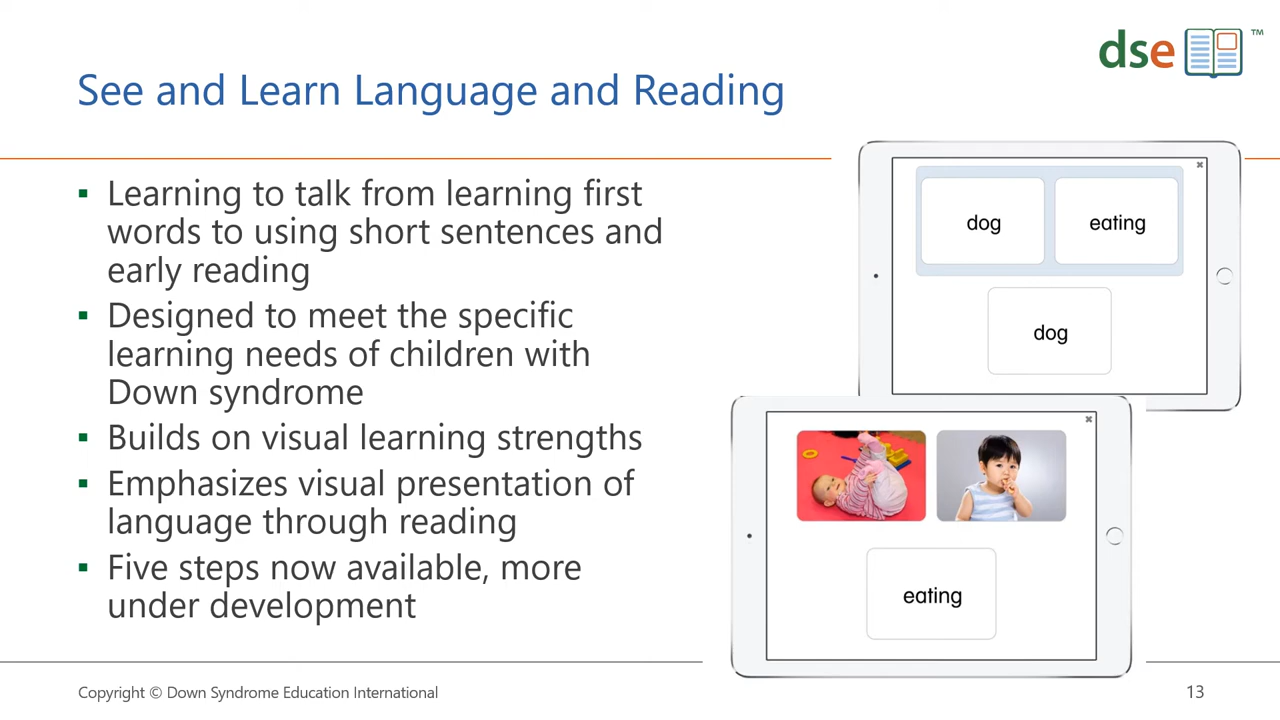 dse ™
See and Learn Language and Reading
▪ Learning to talk from learning first
words to using short sentences and
early reading
▪ Designed to meet the specific
learning needs of children with
Down syndrome
▪ Builds on visual learning strengths
▪ Emphasizes visual presentation of
language through reading
▪ Five steps now available, more
under development
dog eating
dog
eating
Copyright © Down Syndrome Education International
13